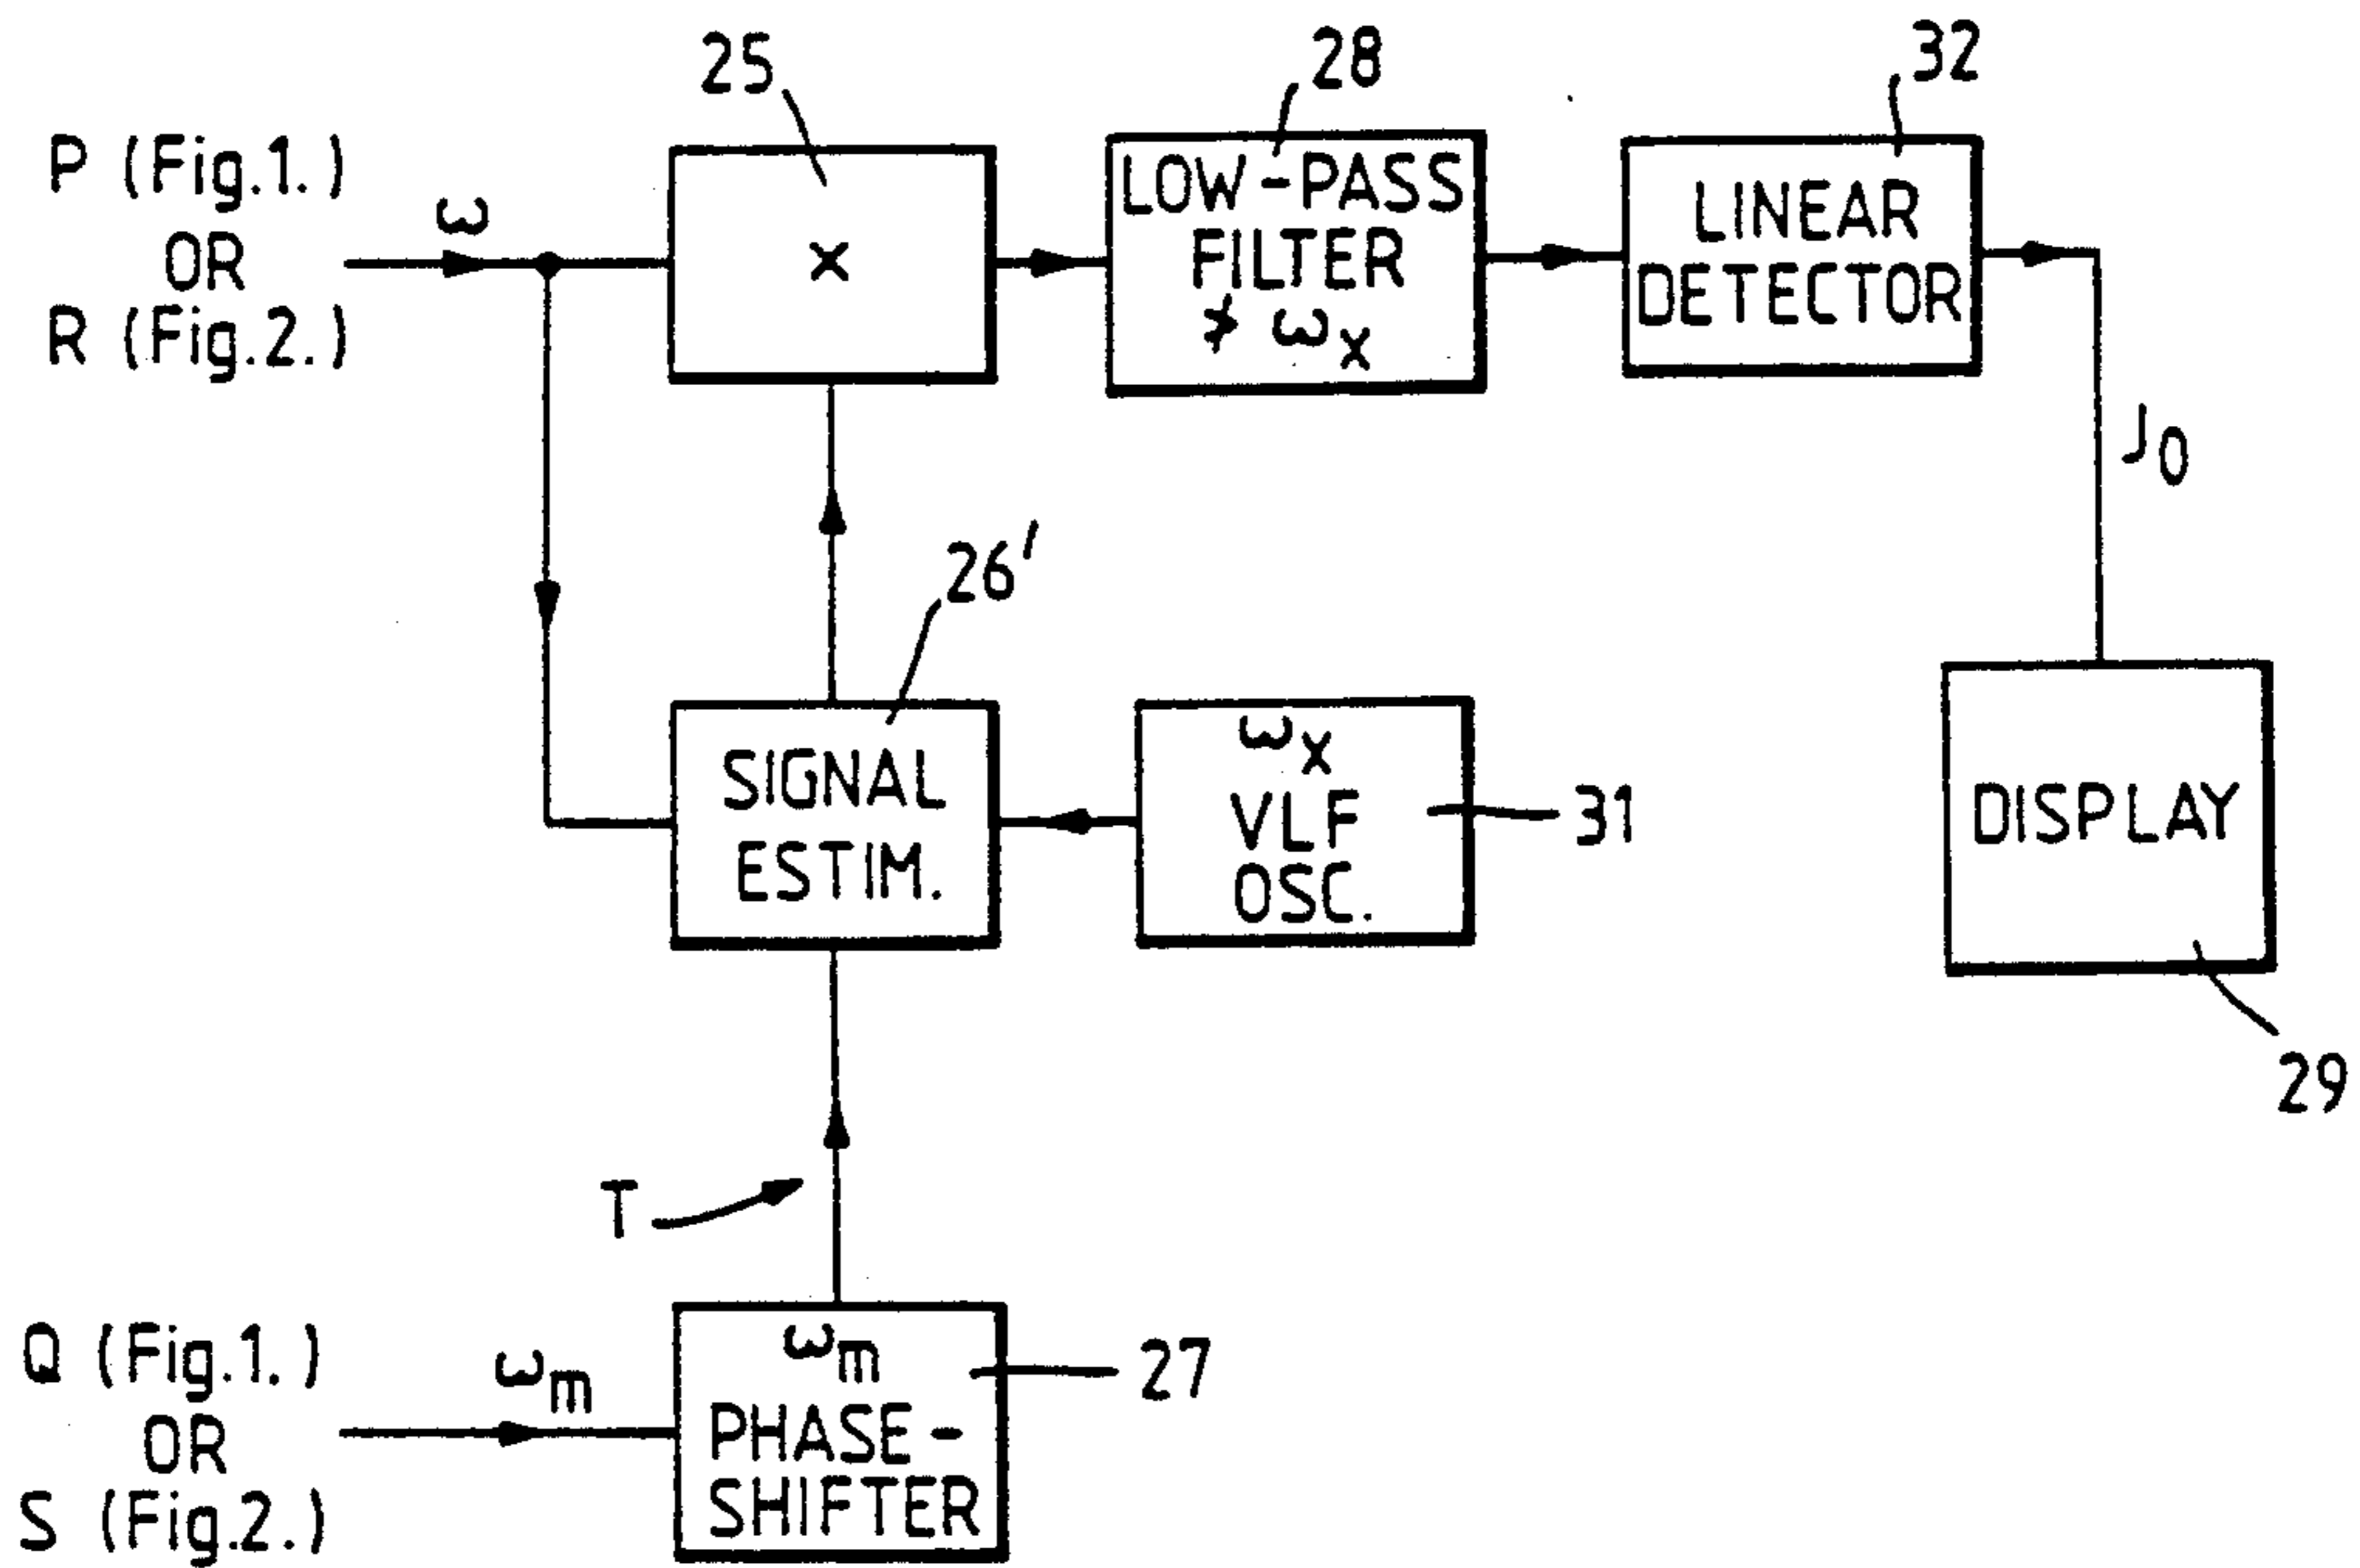 25
28
32
P (Fig.1.)
OR
R (Fig.2.)
ω
×
LOW-PASS
FILTER
≯ ωx
LINEAR
DETECTOR
J0
26'
SIGNAL
ESTIM.
ωx
VLF
OSC.
31
DISPLAY
29
T
Q (Fig.1.)
OR
S (Fig.2.)
ωm
ωm
PHASE-
SHIFTER
27